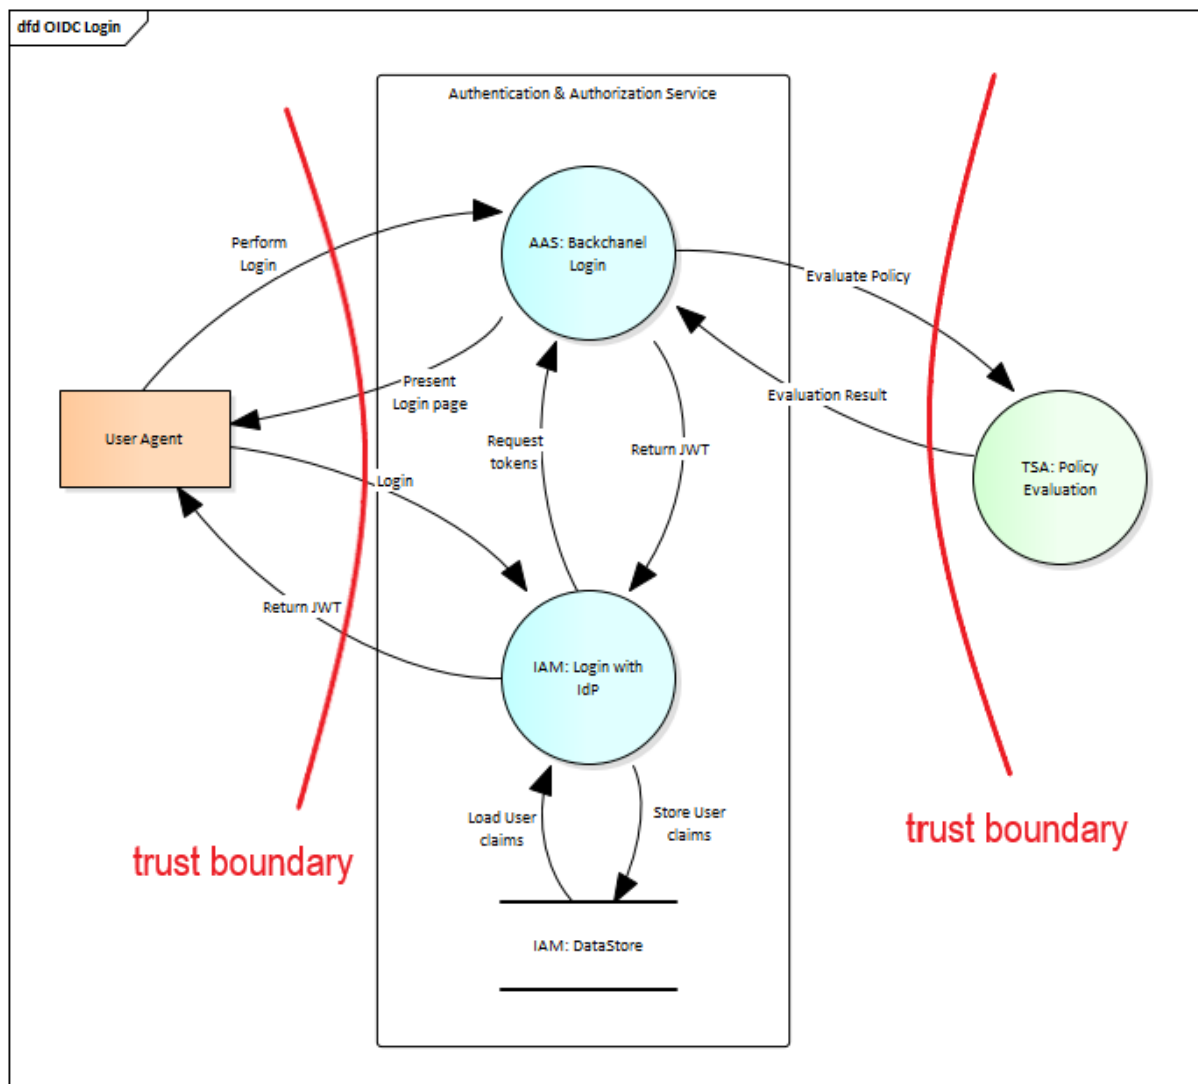 dfd OIDC Login
Authentication & Authorization Service
AAS: Backchanel
Login
Perform
Login
Evaluate Policy
Present
Login page
Evaluation Result
User Agent
Request
tokens
Return JWT
TSA: Policy
Evaluation
Login
Return JWT
IAM: Login with
IdP
Load User
claims
Store User
claims
trust boundary
trust boundary
IAM: DataStore